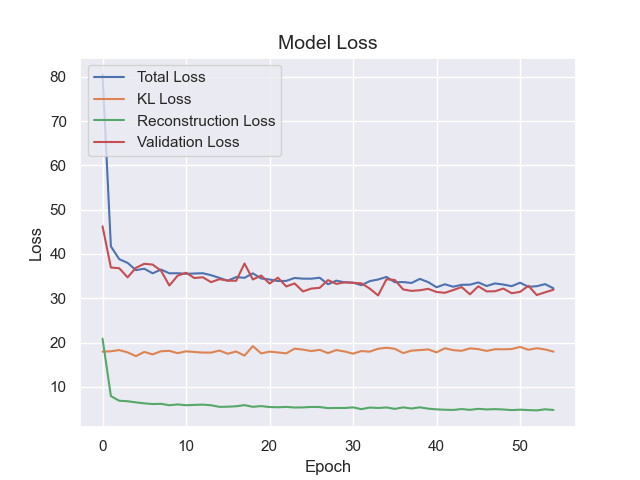 Model Loss
Total Loss
KL Loss
Reconstruction Loss
Validation Loss
80
70
60
50
40
30
20
10
Loss
0
10
20
30
40
50
Epoch